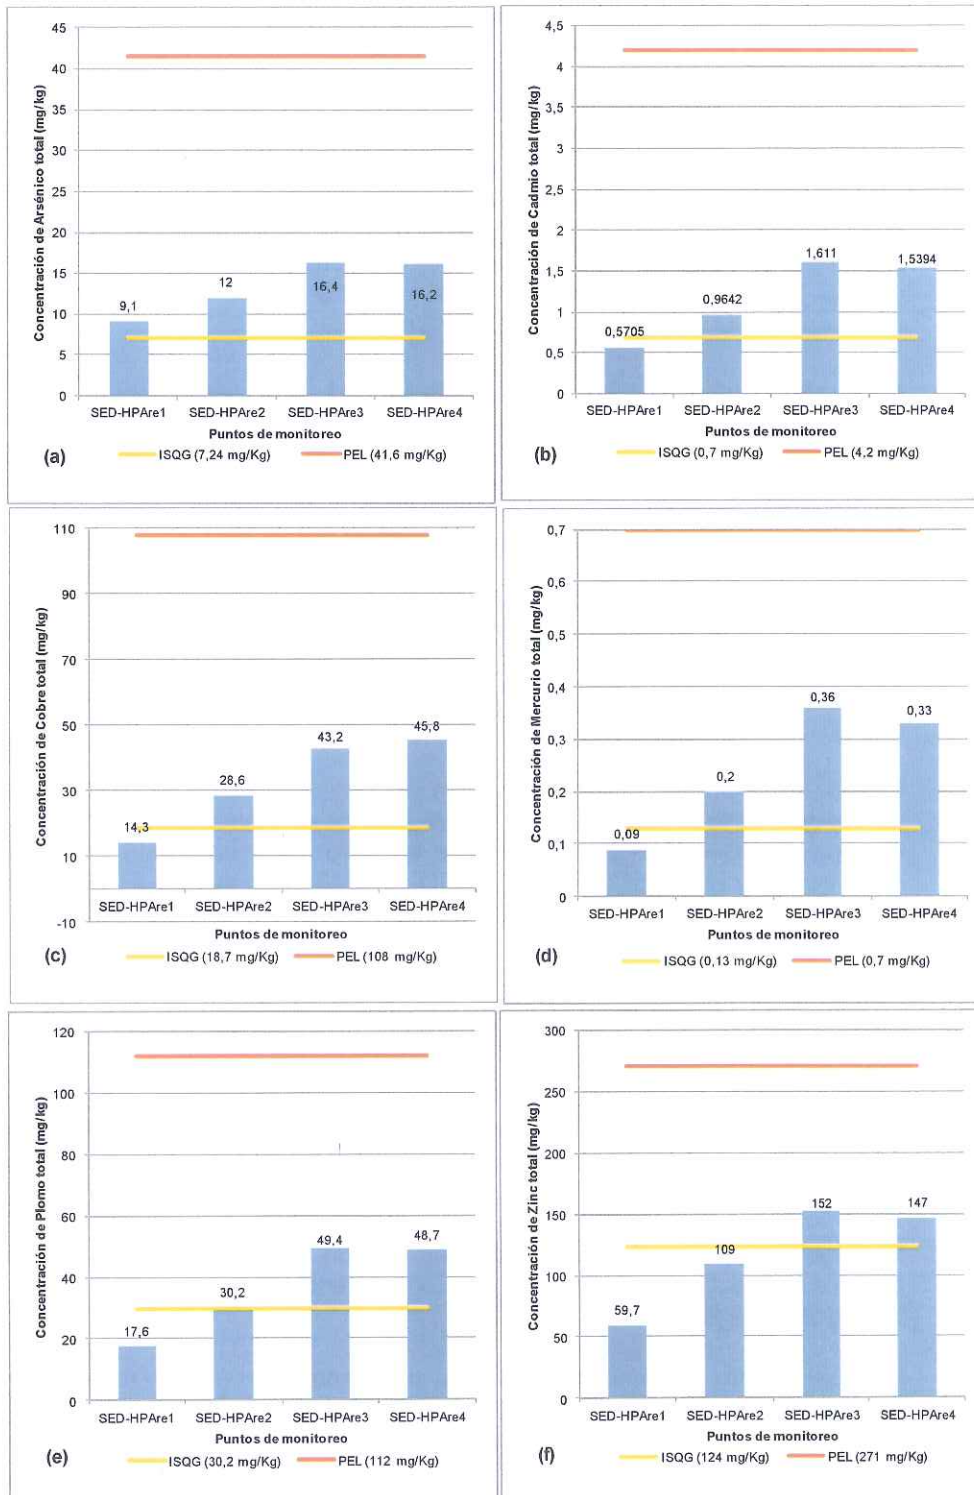 Concentración de Arsénico total (mg/kg)
45
40
35
30
25
20
15
10
5
0
9,1
12
16,4
16,2
SED-HPAre1 SED-HPAre2 SED-HPAre3 SED-HPAre4
Puntos de monitoreo
(a)
ISQG (7,24 mg/Kg) PEL (41,6 mg/Kg)
Concentración de Cadmio total (mg/kg)
4,5
4
3,5
3
2,5
2
1,5
1
0,5
0
0,5705
0,9642
1,611
1,5394
SED-HPAre1 SED-HPAre2 SED-HPAre3 SED-HPAre4
Puntos de monitoreo
(b)
ISQG (0,7 mg/Kg) PEL (4,2 mg/Kg)
Concentración de Cobre total (mg/kg)
110
90
70
50
30
10
-10
14,3
28,6
43,2
45,8
SED-HPAre1 SED-HPAre2 SED-HPAre3 SED-HPAre4
Puntos de monitoreo
(c)
ISQG (18,7 mg/Kg) PEL (108 mg/Kg)
Concentración de Mercurio total (mg/kg)
0,7
0,6
0,5
0,4
0,3
0,2
0,1
0
0,09
0,2
0,36
0,33
SED-HPAre1 SED-HPAre2 SED-HPAre3 SED-HPAre4
Puntos de monitoreo
(d)
ISQG (0,13 mg/Kg) PEL (0,7 mg/Kg)
Concentración de Plomo total (mg/kg)
120
100
80
60
40
20
0
17,6
30,2
49,4
48,7
SED-HPAre1 SED-HPAre2 SED-HPAre3 SED-HPAre4
Puntos de monitoreo
(e)
ISQG (30,2 mg/Kg) PEL (112 mg/Kg)
Concentración de Zinc total (mg/kg)
300
250
200
150
100
50
0
59,7
109
152
147
SED-HPAre1 SED-HPAre2 SED-HPAre3 SED-HPAre4
Puntos de monitoreo
(f)
ISQG (124 mg/Kg) PEL (271 mg/Kg)